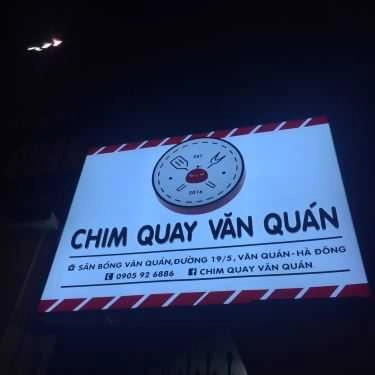 EST
2016
CHIM QUAY VĂN QUÁN
SÂN BÓNG VĂN QUÁN, ĐƯỜNG 19/5, VĂN QUÁN - HÀ ĐÔNG
0905 92 6886 CHIM QUAY VĂN QUÁN